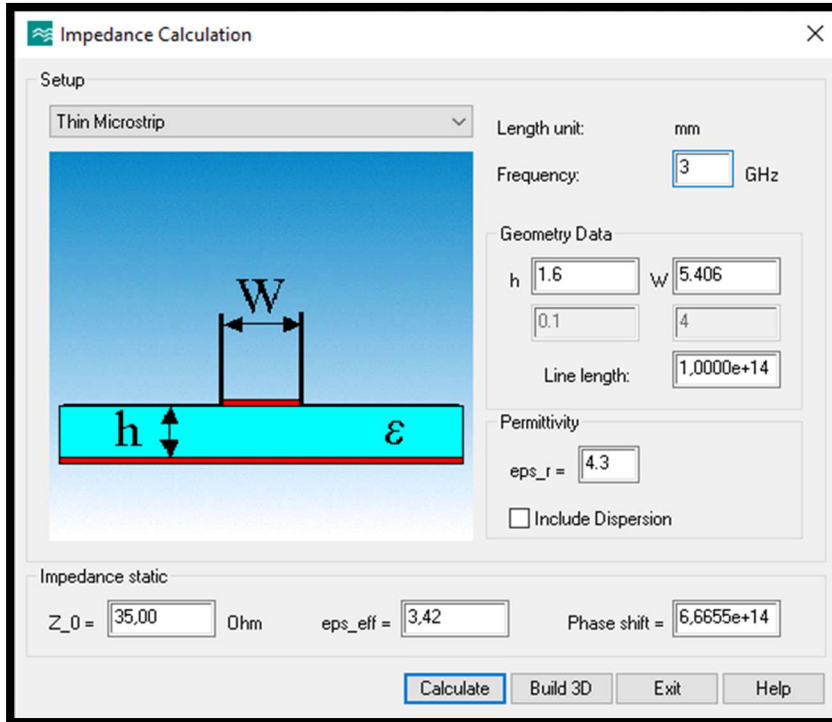 Impedance Calculation
Setup
Thin Microstrip
Length unit: mm
Frequency: 3 GHz
Geometry Data
h 1.6 W 5.406
0.1 4
Line length: 1,0000e+14
W
h ε
Permittivity
eps_r = 4.3
Include Dispersion
Impedance static
Z_0 = 35,00 Ohm eps_eff = 3,42 Phase shift = 6,6655e+14
Calculate Build 3D Exit Help